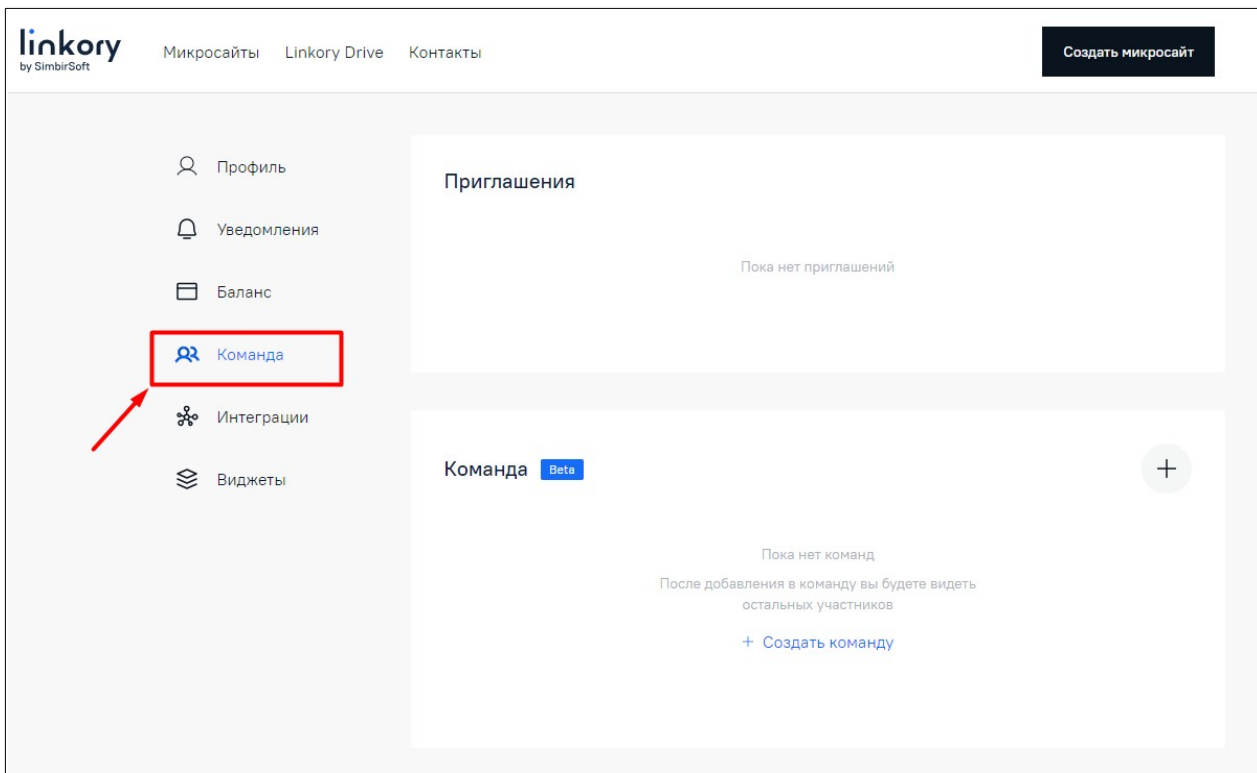 linkory
by SimbirSoft
Микросайты Linkory Drive Контакты
Создать микросайт
Профиль
Уведомления
Баланс
Команда
Интеграции
Виджеты
Приглашения
Пока нет приглашений
Команда Beta
Пока нет команд
После добавления в команду вы будете видеть
остальных участников
+ Создать команду